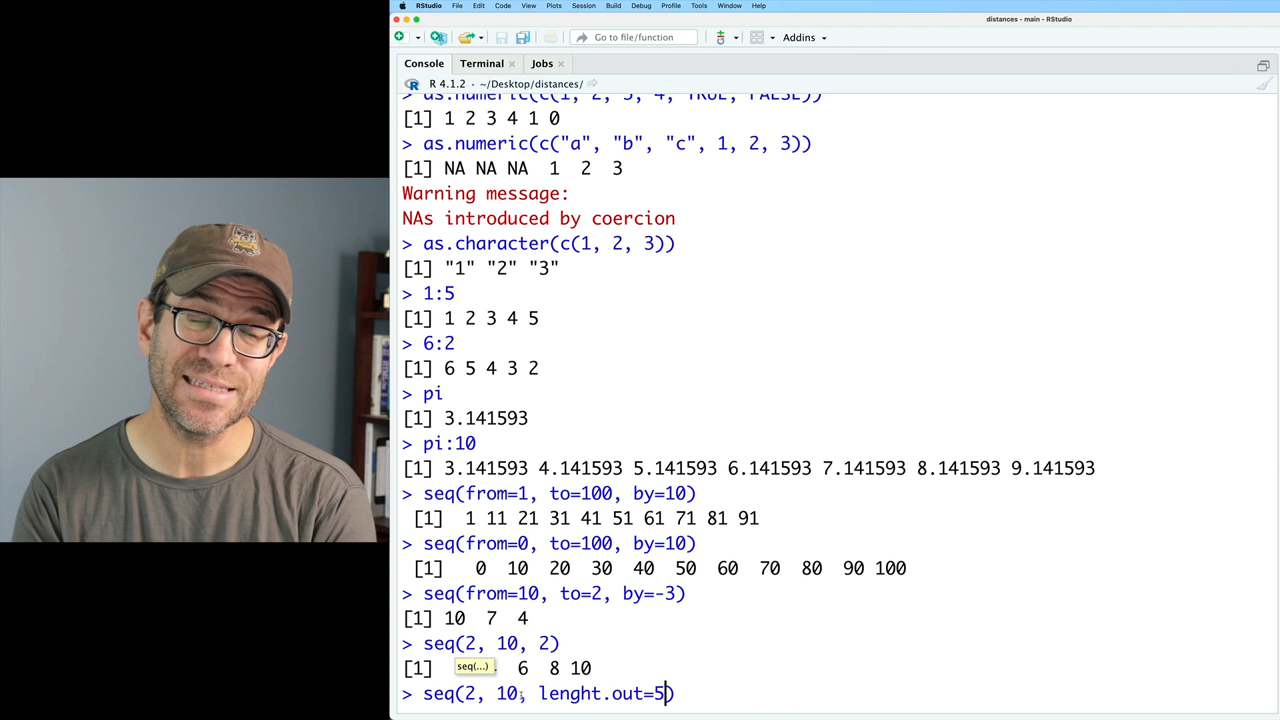 RStudio File Edit Code View Plots Session Build Debug Profile Tools Window Help
distances - main - RStudio
Go to file/function Addins
Console Terminal Jobs
R 4.1.2 · ~/Desktop/distances/
> as.numeric(c(1, 2, 3, 4, TRUE, FALSE))
[1] 1 2 3 4 1 0
> as.numeric(c("a", "b", "c", 1, 2, 3))
[1] NA NA NA 1 2 3
Warning message:
NAs introduced by coercion
> as.character(c(1, 2, 3))
[1] "1" "2" "3"
> 1:5
[1] 1 2 3 4 5
> 6:2
[1] 6 5 4 3 2
> pi
[1] 3.141593
> pi:10
[1] 3.141593 4.141593 5.141593 6.141593 7.141593 8.141593 9.141593
> seq(from=1, to=100, by=10)
[1] 1 11 21 31 41 51 61 71 81 91
> seq(from=0, to=100, by=10)
[1] 0 10 20 30 40 50 60 70 80 90 100
> seq(from=10, to=2, by=-3)
[1] 10 7 4
> seq(2, 10, 2)
[1] seq(...) 6 8 10
> seq(2, 10, lenght.out=5)